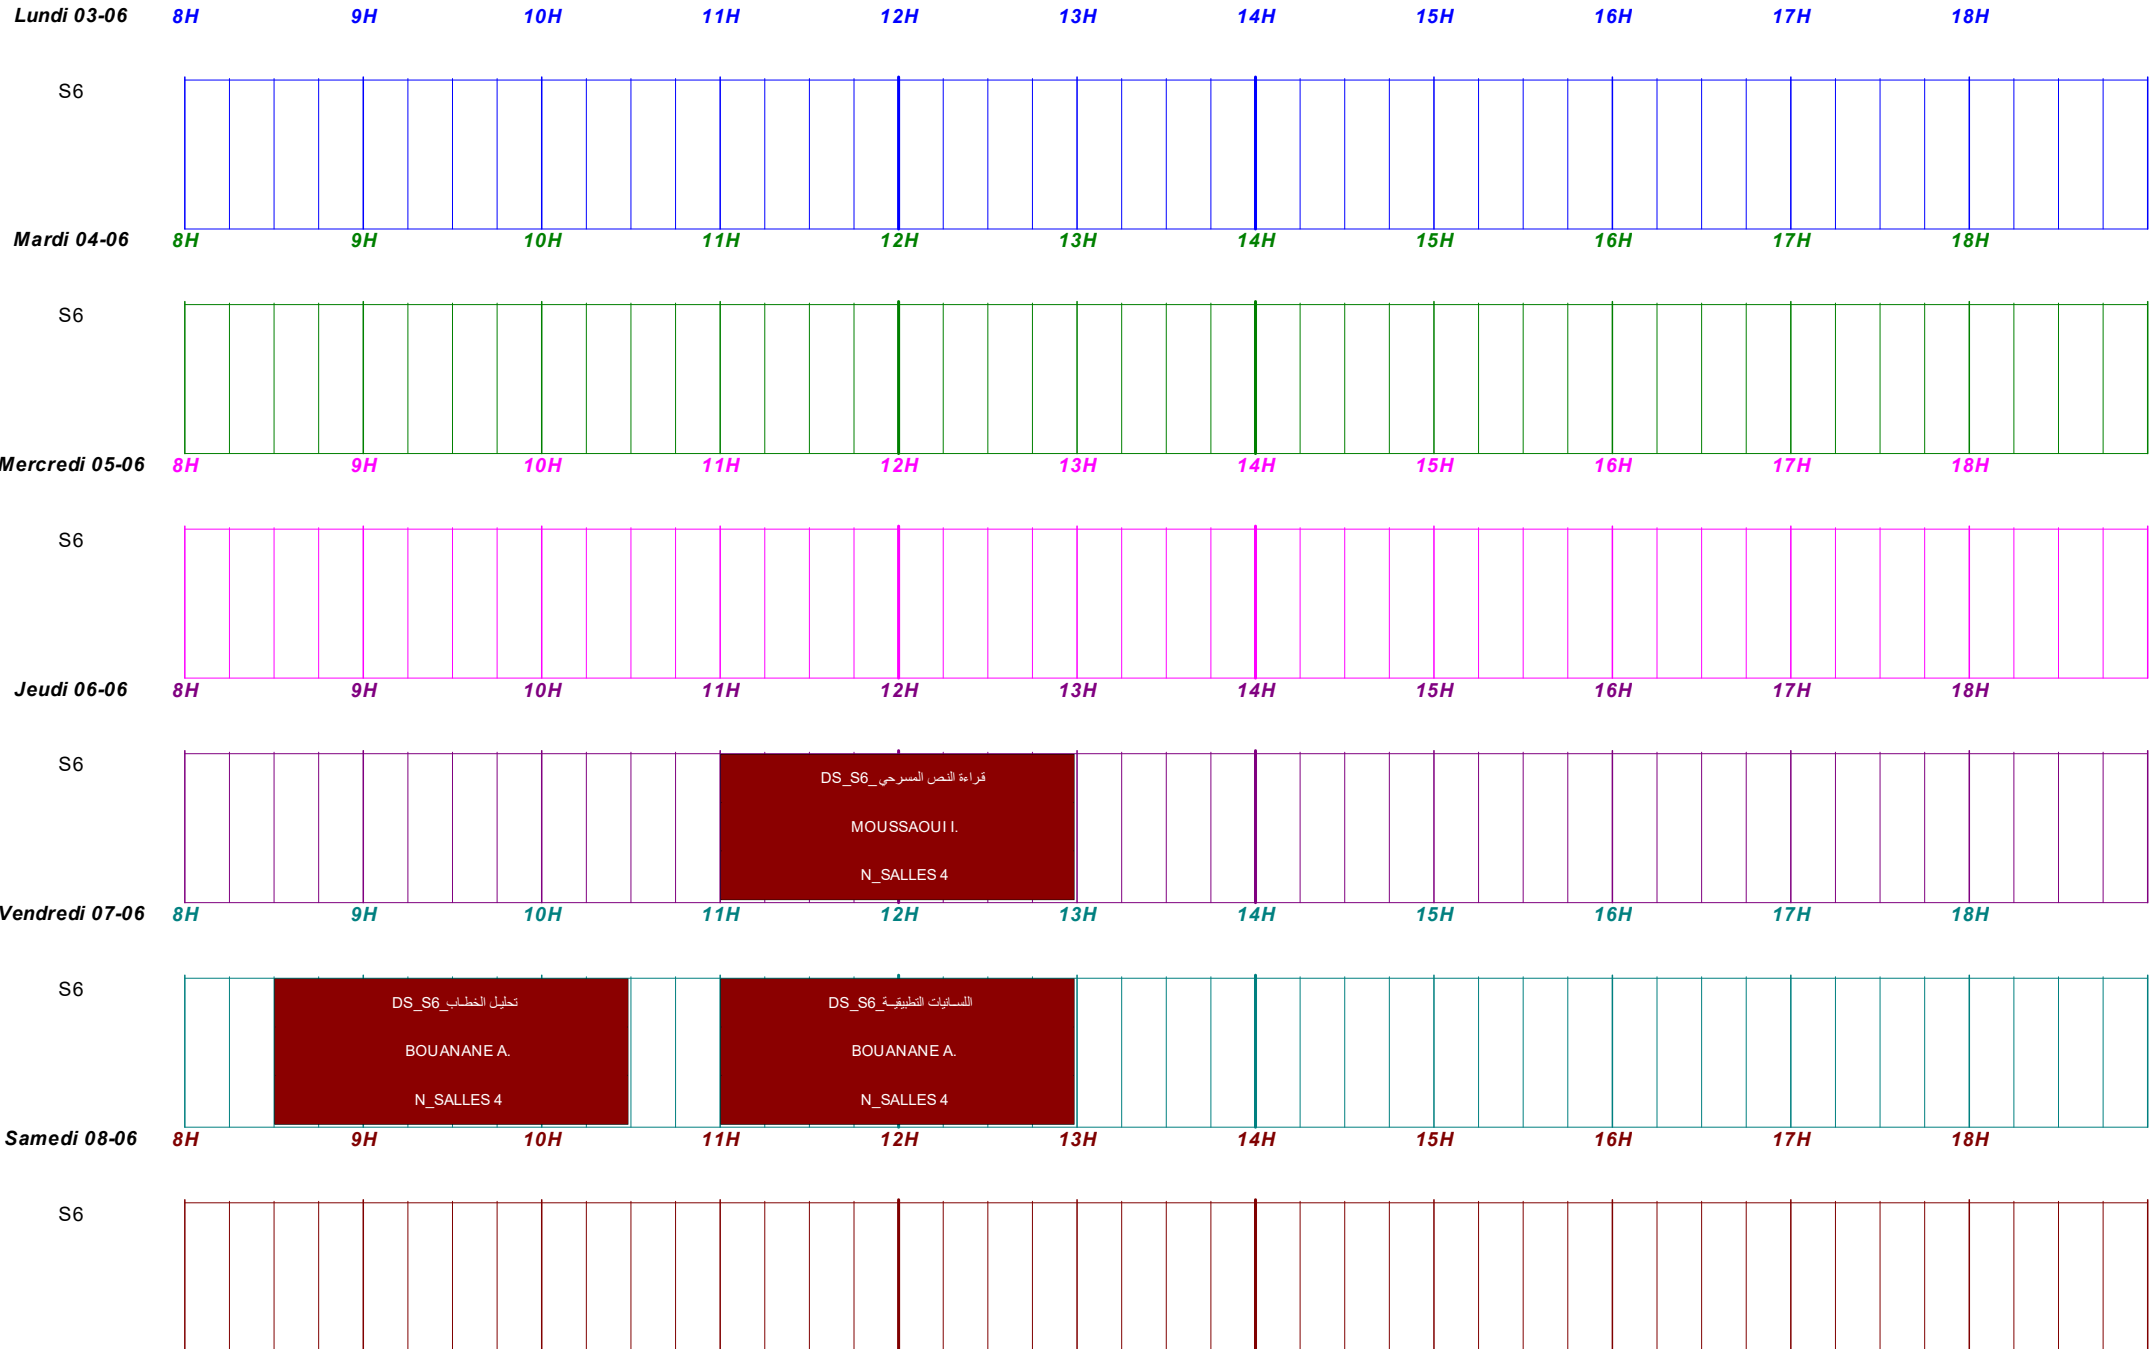 Lundi 03-06 8H 9H 10H 11H 12H 13H 14H 15H 16H 17H 18H
S6
Mardi 04-06 8H 9H 10H 11H 12H 13H 14H 15H 16H 17H 18H
S6
Mercredi 05-06 8H 9H 10H 11H 12H 13H 14H 15H 16H 17H 18H
S6
Jeudi 06-06 8H 9H 10H 11H 12H 13H 14H 15H 16H 17H 18H
S6
DS_S6_قراءة النص المسرحي
MOUSSAOUI I.
N_SALLES 4
Vendredi 07-06 8H 9H 10H 11H 12H 13H 14H 15H 16H 17H 18H
S6
DS_S6_تحليل الخطاب
BOUANANE A.
N_SALLES 4
DS_S6_اللسانيات التطبيقية
BOUANANE A.
N_SALLES 4
Samedi 08-06 8H 9H 10H 11H 12H 13H 14H 15H 16H 17H 18H
S6